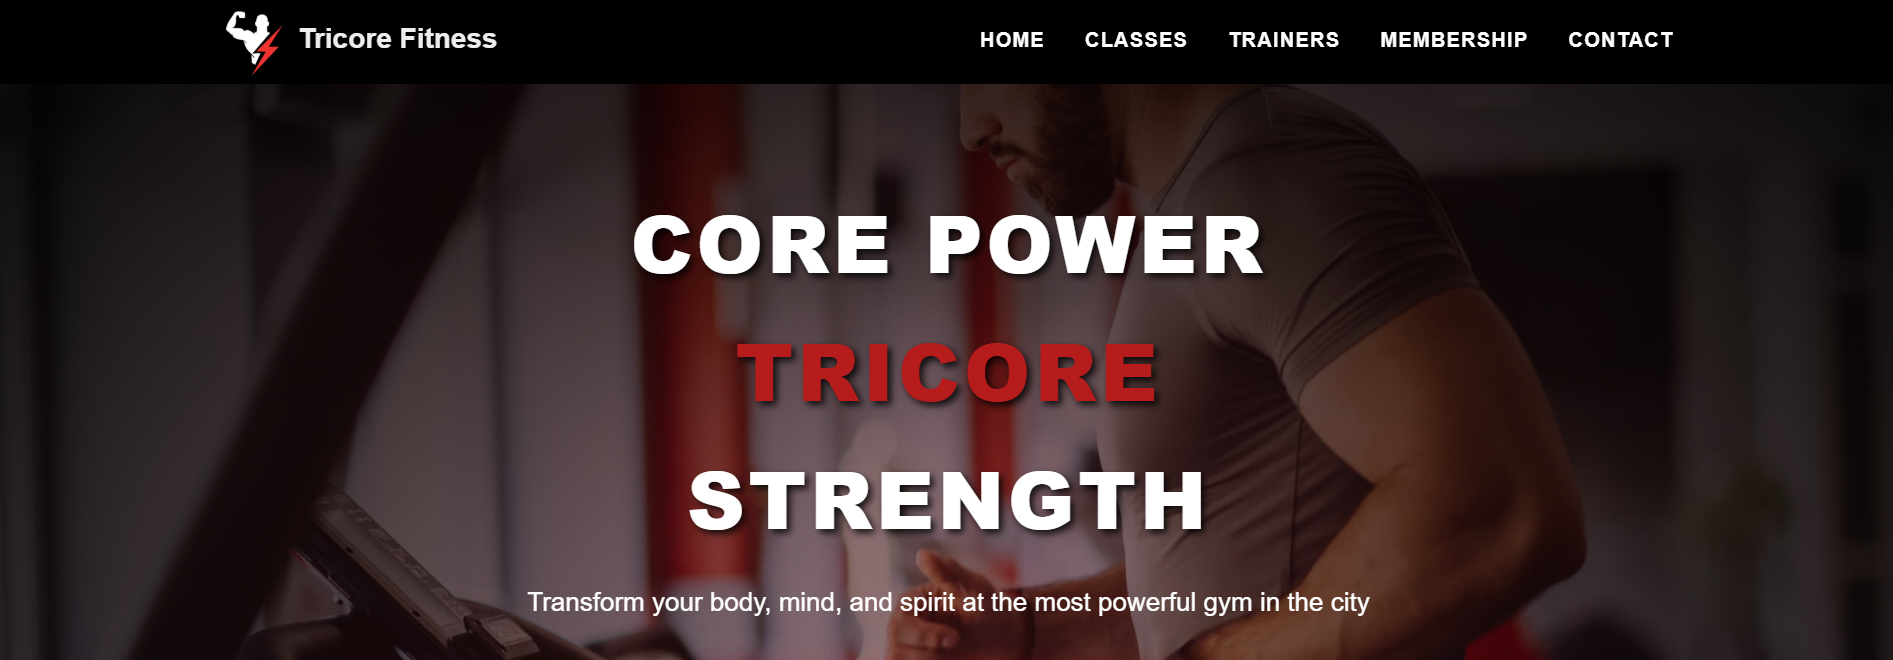 Tricore Fitness
HOME CLASSES TRAINERS MEMBERSHIP CONTACT
CORE POWER
TRICORE
STRENGTH
Transform your body, mind, and spirit at the most powerful gym in the city